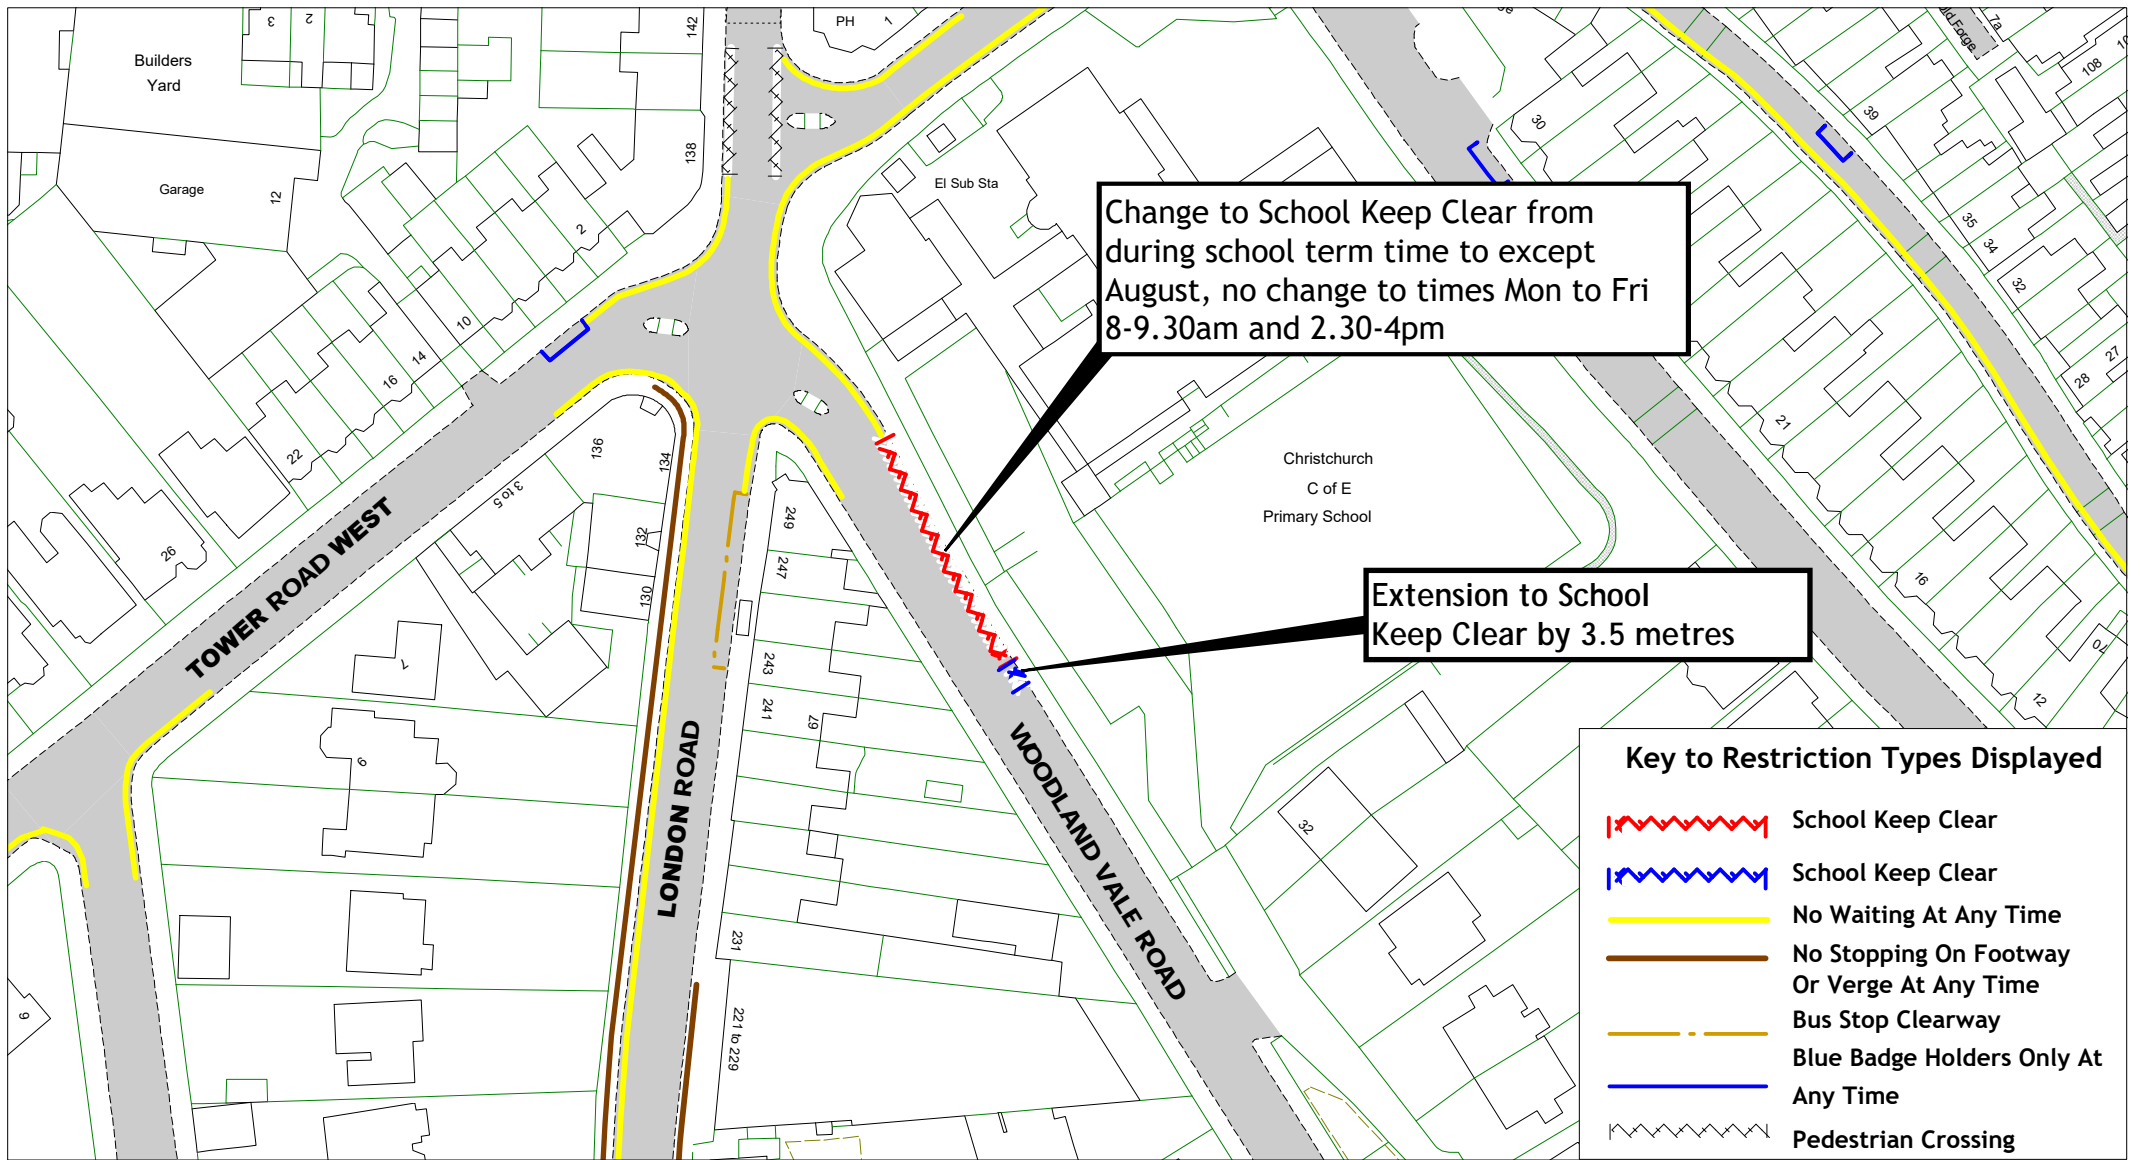 3
2
142
PH
1
7a
Builders
Yard
Garage
12
138
El Sub Sta
30
39
108
2
10
14
16
22
26
35
34
32
27
28
21
16
12
Change to School Keep Clear from
during school term time to except
August, no change to times Mon to Fri
8-9.30am and 2.30-4pm
136
134
3 to 5
132
130
249
247
243
241
79
231
221 to 229
Christchurch
C of E
Primary School
Extension to School
Keep Clear by 3.5 metres
TOWER ROAD WEST
LONDON ROAD
WOODLAND VALE ROAD
7
32
70
Key to Restriction Types Displayed
School Keep Clear
School Keep Clear
No Waiting At Any Time
No Stopping On Footway
Or Verge At Any Time
Bus Stop Clearway
Blue Badge Holders Only At
Any Time
Pedestrian Crossing